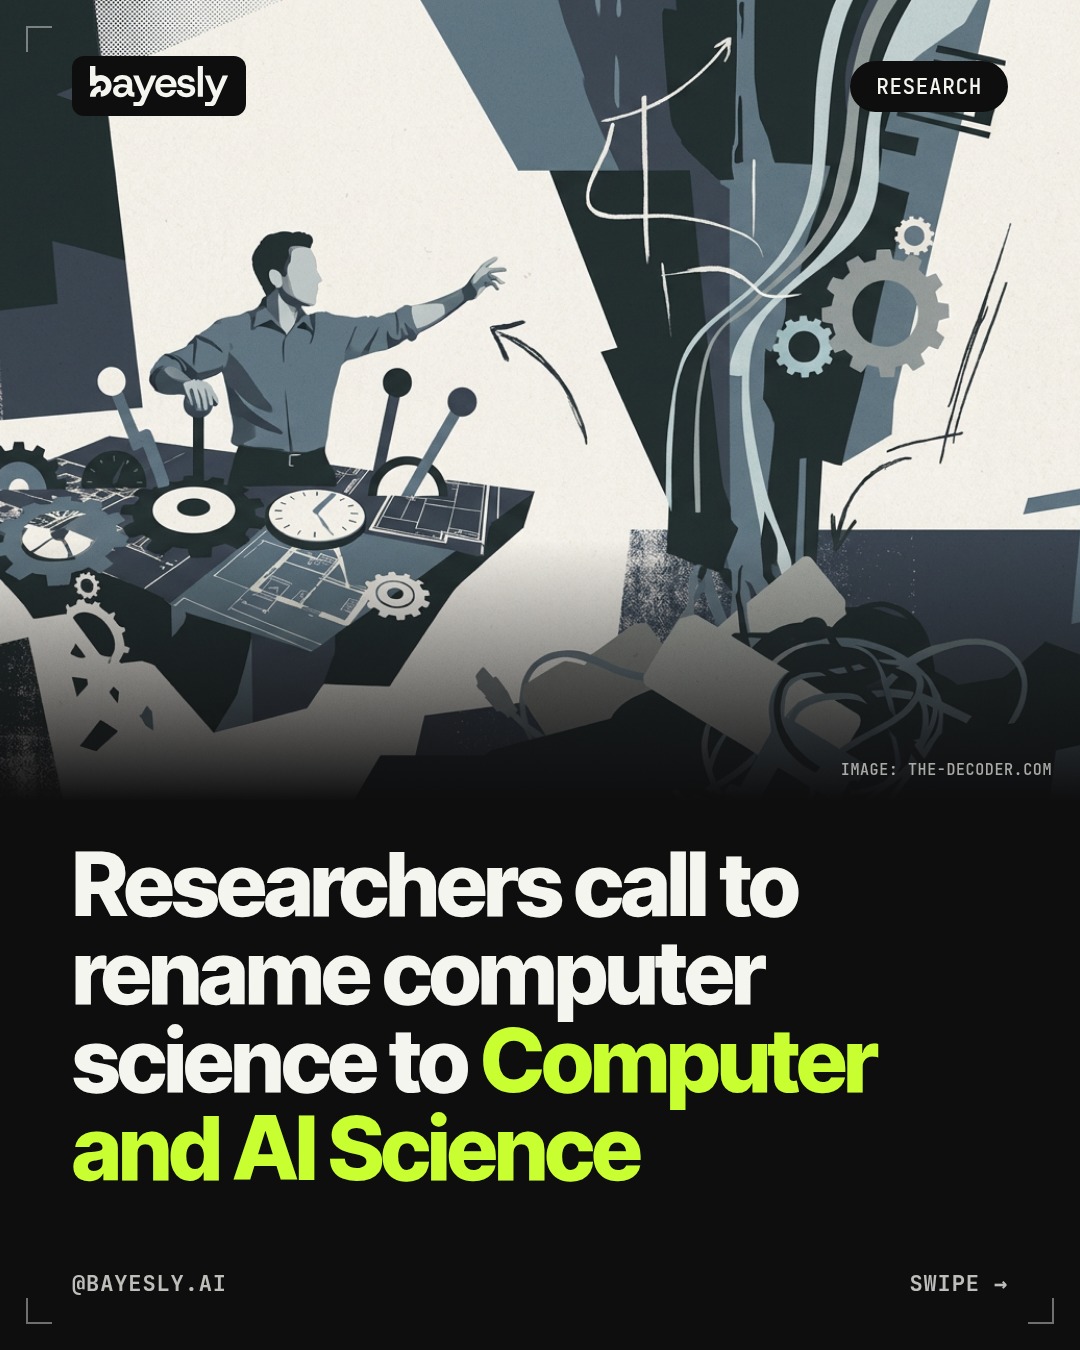 bayesly
RESEARCH
IMAGE: THE-DECODER.COM
Researchers call to
rename computer
science to Computer
and AI Science
@BAYESLY.AI
SWIPE →